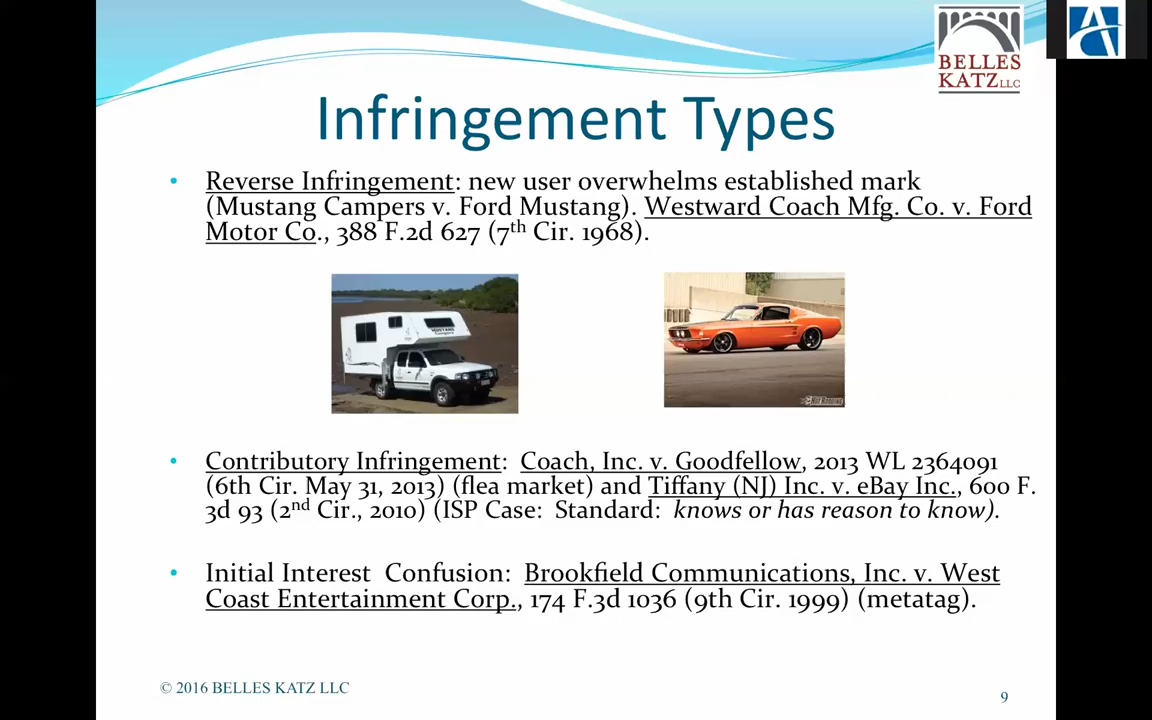 BELLES
KATZ LLC
Infringement Types
• Reverse Infringement: new user overwhelms established mark
(Mustang Campers v. Ford Mustang). Westward Coach Mfg. Co. v. Ford
Motor Co., 388 F.2d 627 (7th Cir. 1968).
MUSTANG
• Contributory Infringement: Coach, Inc. v. Goodfellow, 2013 WL 2364091
(6th Cir. May 31, 2013) (flea market) and Tiffany (NJ) Inc. v. eBay Inc., 600 F.
3d 93 (2nd Cir., 2010) (ISP Case: Standard: knows or has reason to know).
• Initial Interest Confusion: Brookfield Communications, Inc. v. West
Coast Entertainment Corp., 174 F.3d 1036 (9th Cir. 1999) (metatag).
© 2016 BELLES KATZ LLC
9